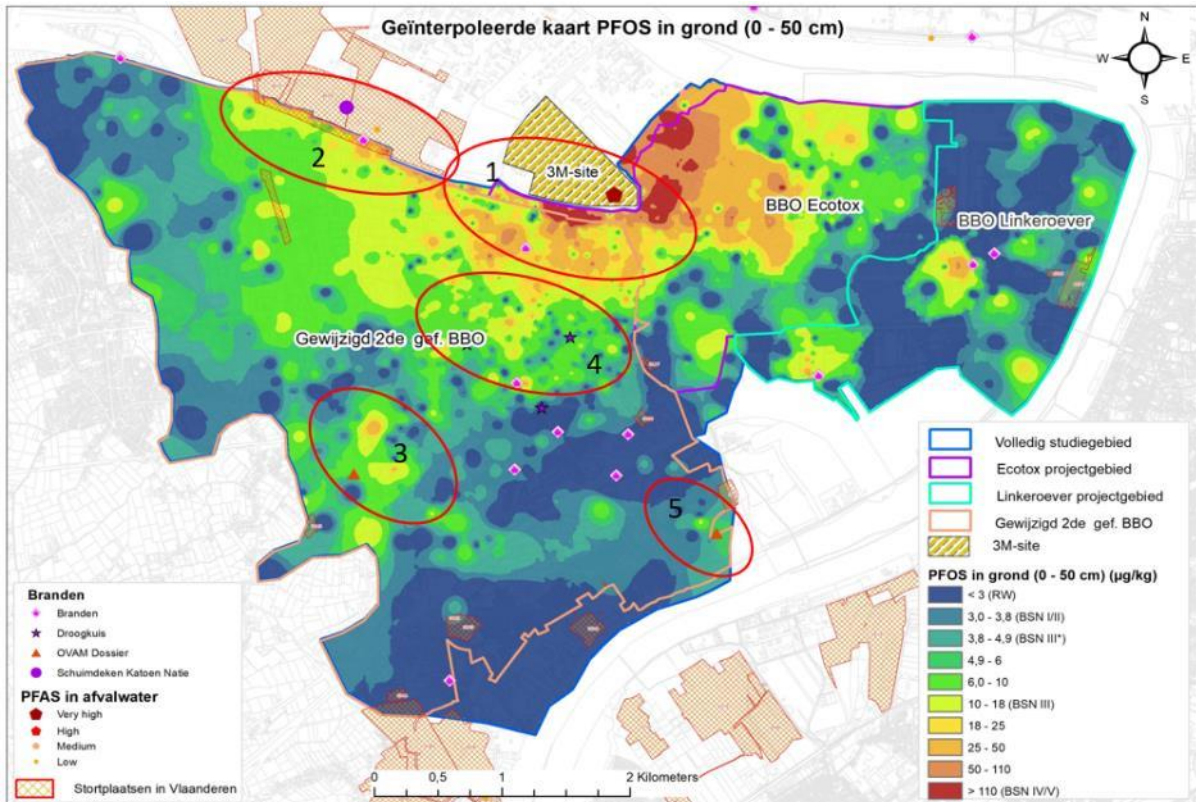 Geïnterpoleerde kaart PFOS in grond (0 - 50 cm)
N
W
E
S
2
1
3M-site
BBO Ecotox
BBO Linkeroever
Gewijzigd 2de gef. BBO
4
3
5
Volledig studiegebied
Ecotox projectgebied
Linkeroever projectgebied
Gewijzigd 2de gef. BBO
3M-site
PFOS in grond (0 - 50 cm) (µg/kg)
< 3 (RW)
3,0 - 3,8 (BSN I/II)
3,8 - 4,9 (BSN III*)
4,9 - 6
6,0 - 10
10 - 18 (BSN III)
18 - 25
25 - 50
50 - 110
> 110 (BSN IV/V)
Branden
Branden
Droogkuis
OVAM Dossier
Schuimdeken Katoen Natie
PFAS in afvalwater
Very high
High
Medium
Low
Stortplaatsen in Vlaanderen
0 0,5 1 2 Kilometers